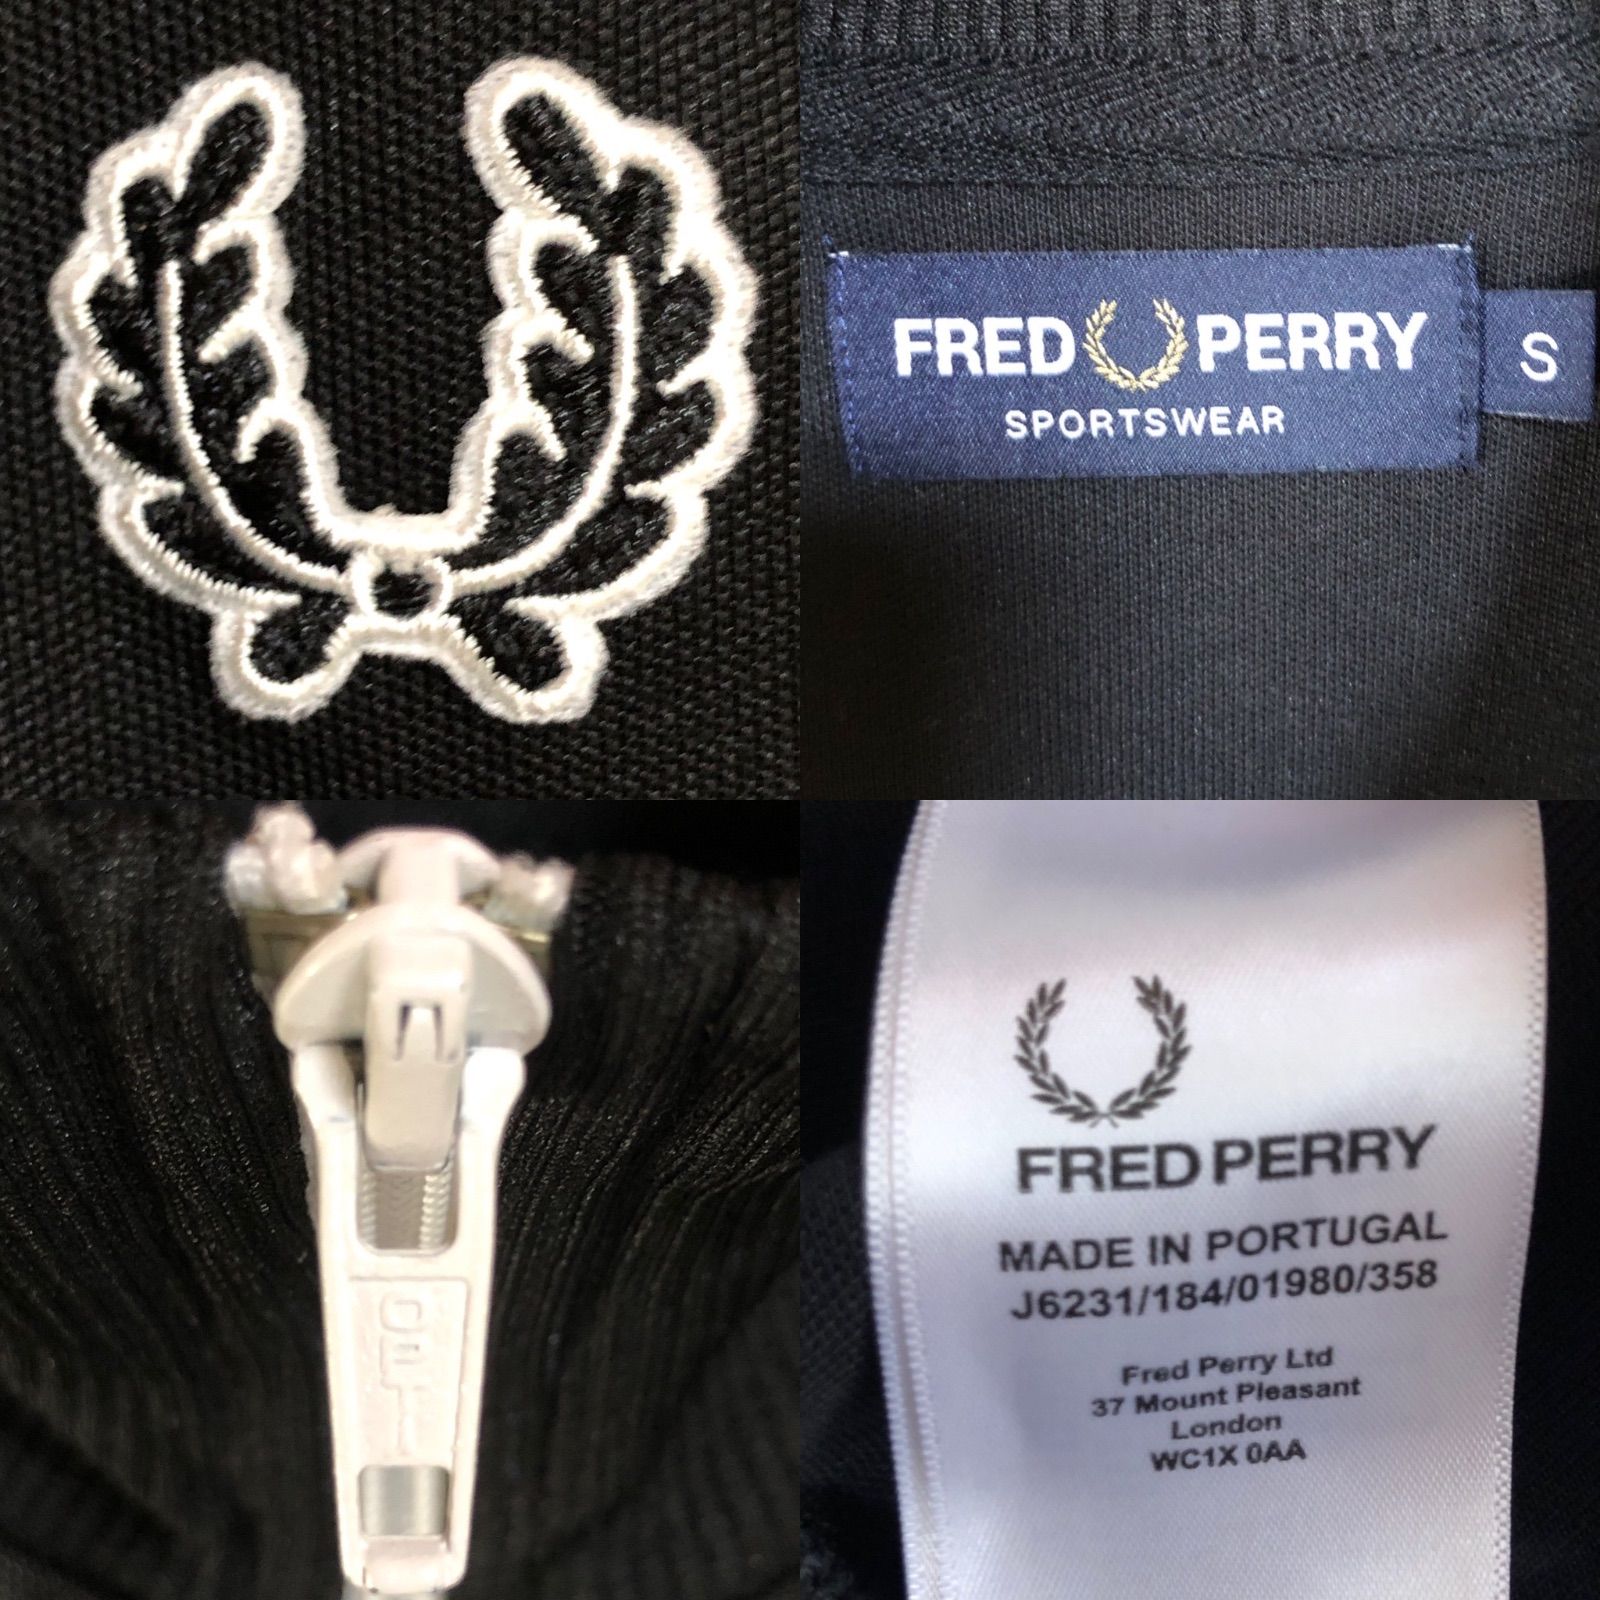 FRED PERRY
SPORTSWEAR
S
OPTI
FRED PERRY
MADE IN PORTUGAL
J6231/184/01980/358
Fred Perry Ltd
37 Mount Pleasant
London
WC1X 0AA